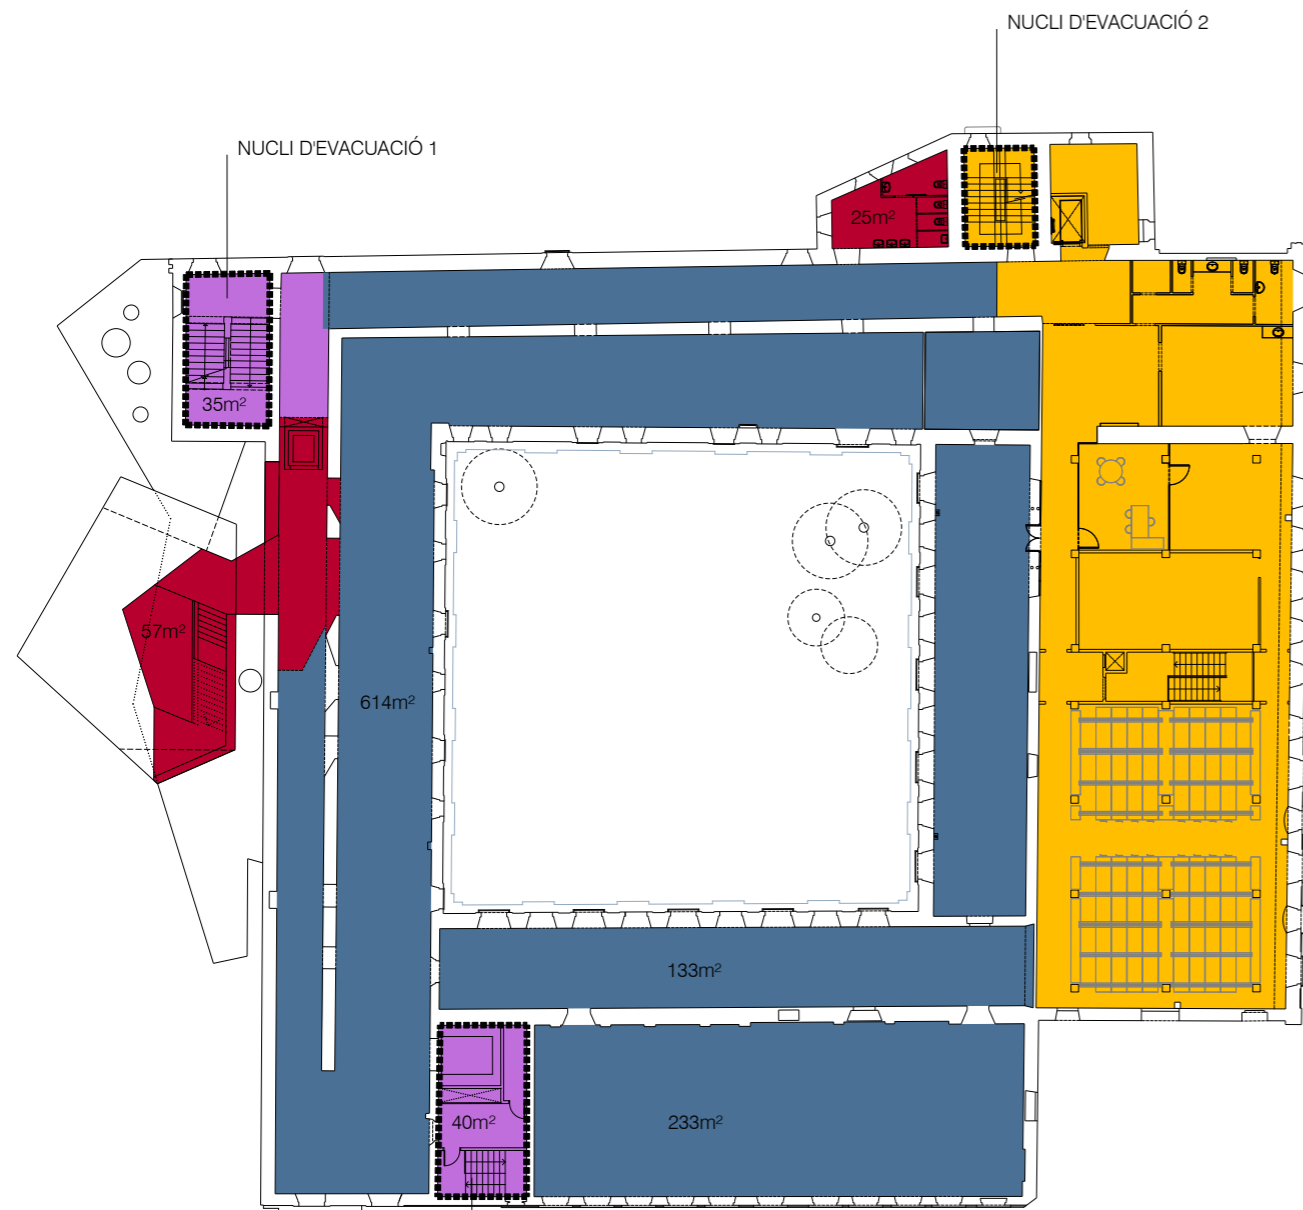 NUCLI D'EVACUACIÓ 2
NUCLI D'EVACUACIÓ 1
25m²
35m²
57m²
614m²
133m²
40m²
233m²